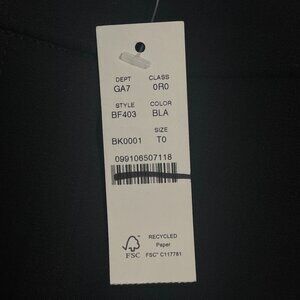 DEPT CLASS
GA7 0R0
STYLE COLOR
BF403 BLA
SIZE
BK0001 T0
099106507118
RECYCLED
Paper
FSC FSC® C117781